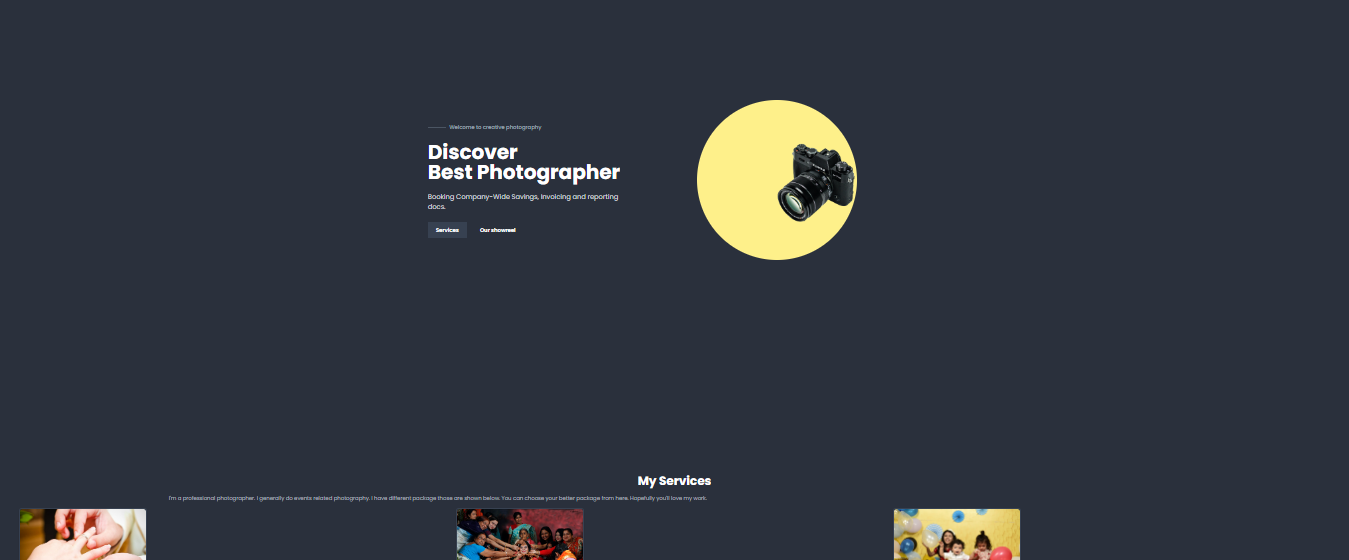 Welcome to creative photography
Discover
Best Photographer
Booking Company-Wide Savings, Invoicing and reporting
docs.
Services
Our showreel
My Services
I'm a professional photographer. I generally do events related photography. I have different package those are shown below. You can choose your better package from here. Hopefully you'll love my work.